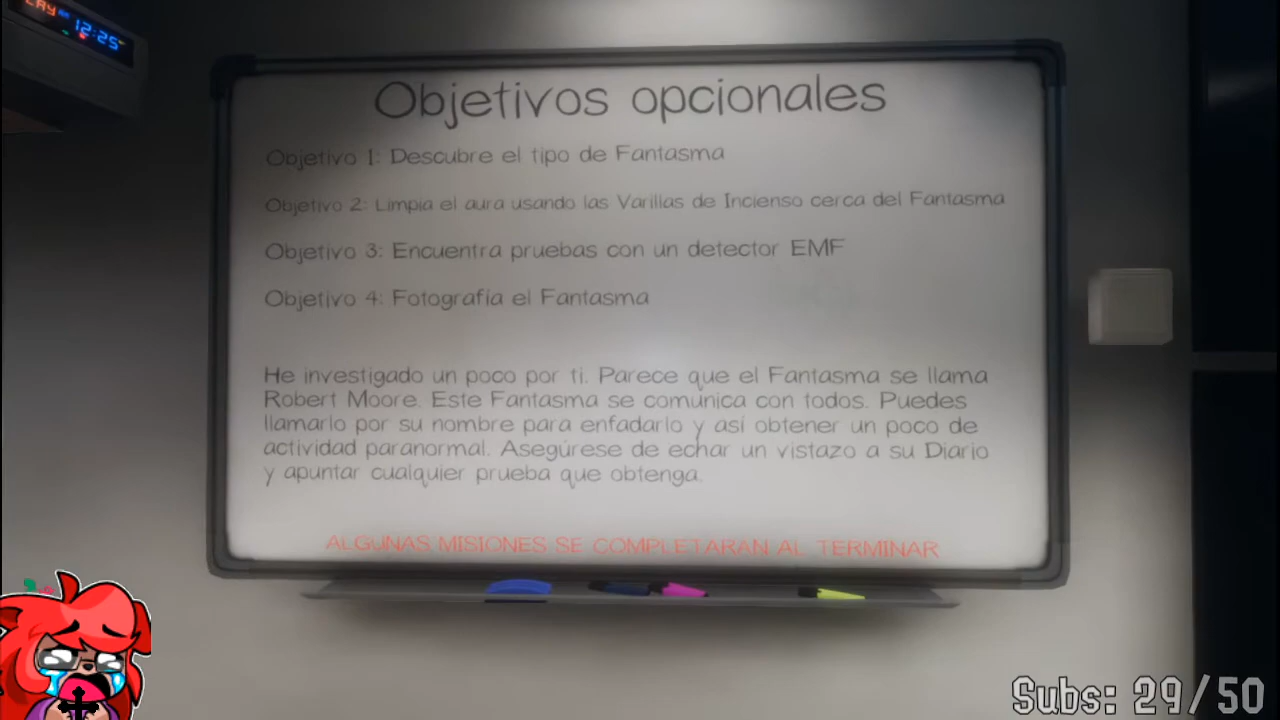 12:25
Objetivos opcionales
Objetivo 1: Descubre el tipo de Fantasma
Objetivo 2: Limpia el aura usando las Varillas de Incienso cerca del Fantasma
Objetivo 3: Encuentra pruebas con un detector EMF
Objetivo 4: Fotografía el Fantasma
He investigado un poco por ti. Parece que el Fantasma se llama
Robert Moore. Este Fantasma se comunica con todos. Puedes
llamarlo por su nombre para enfadarlo y así obtener un poco de
actividad paranormal. Asegúrese de echar un vistazo a su Diario
y apuntar cualquier prueba que obtenga.
ALGUNAS MISIONES SE COMPLETARAN AL TERMINAR
Subs: 29/50